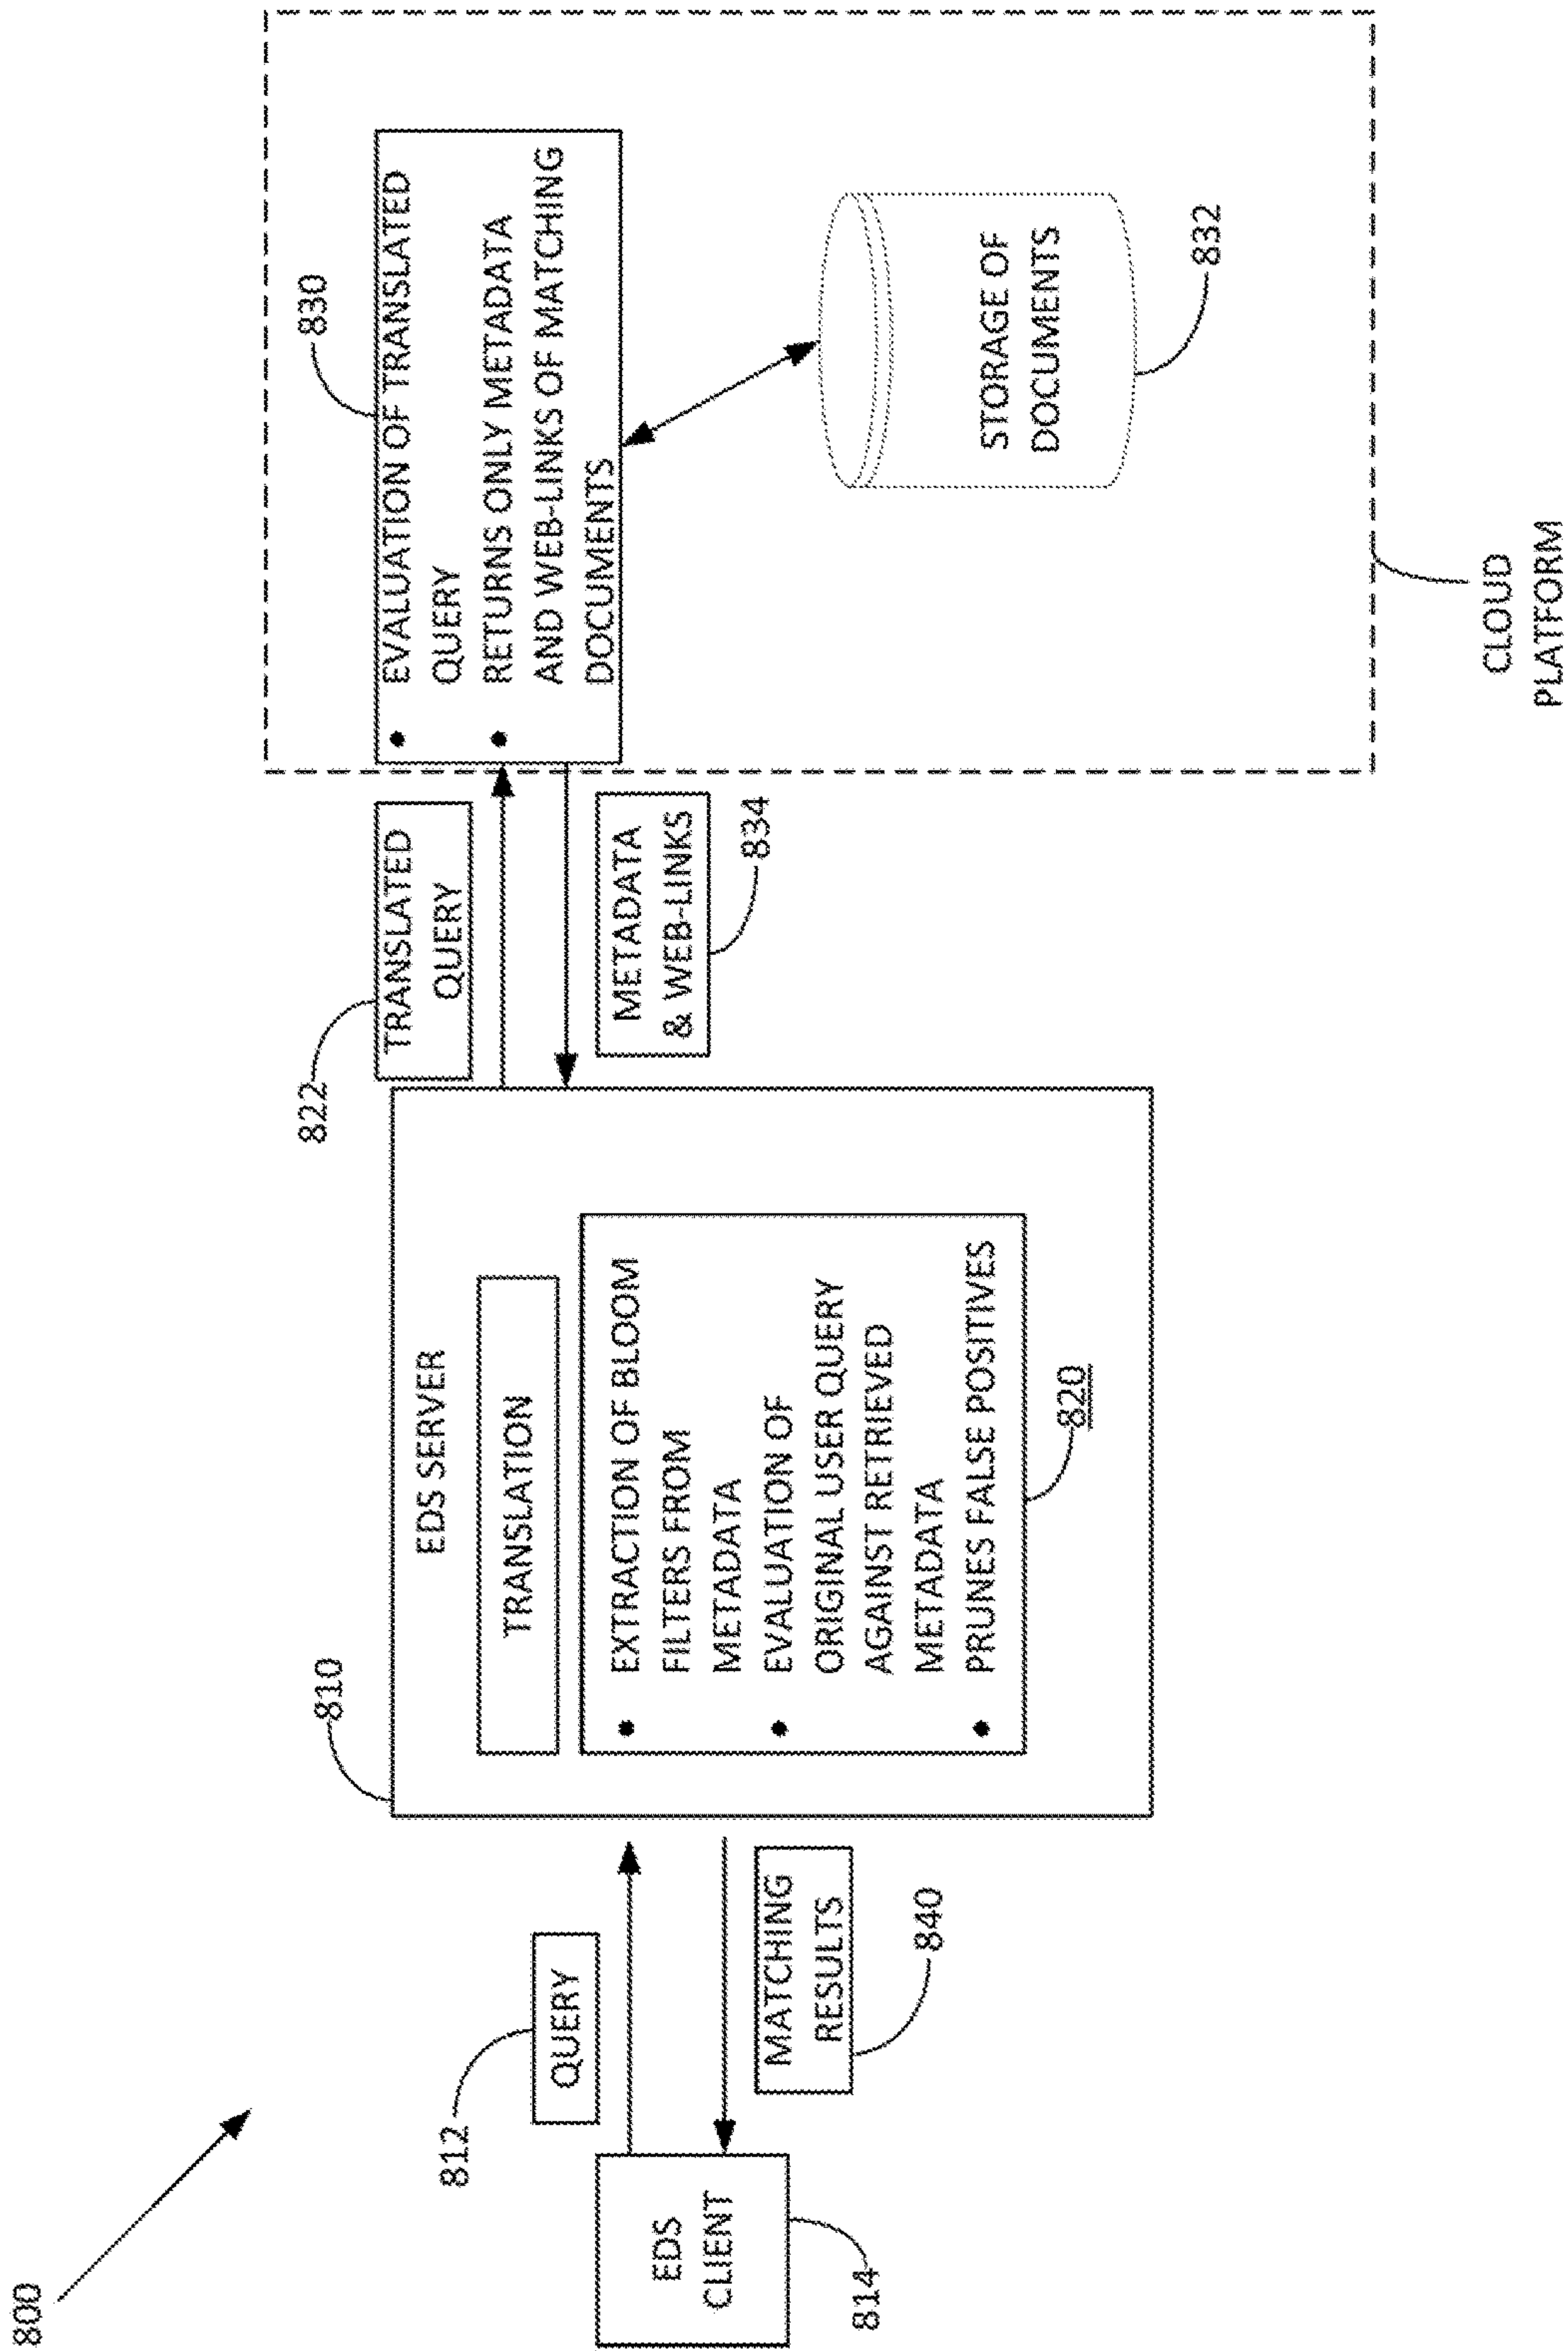 800
EDS
CLIENT
814
812
QUERY
MATCHING
RESULTS
840
810
EDS SERVER
TRANSLATION
• EXTRACTION OF BLOOM
FILTERS FROM
METADATA
• EVALUATION OF
ORIGINAL USER QUERY
AGAINST RETRIEVED
METADATA
• PRUNES FALSE POSITIVES
820
822
TRANSLATED
QUERY
METADATA
& WEB-LINKS
834
830
• EVALUATION OF TRANSLATED
QUERY
• RETURNS ONLY METADATA
AND WEB-LINKS OF MATCHING
DOCUMENTS
STORAGE OF
DOCUMENTS
832
CLOUD
PLATFORM